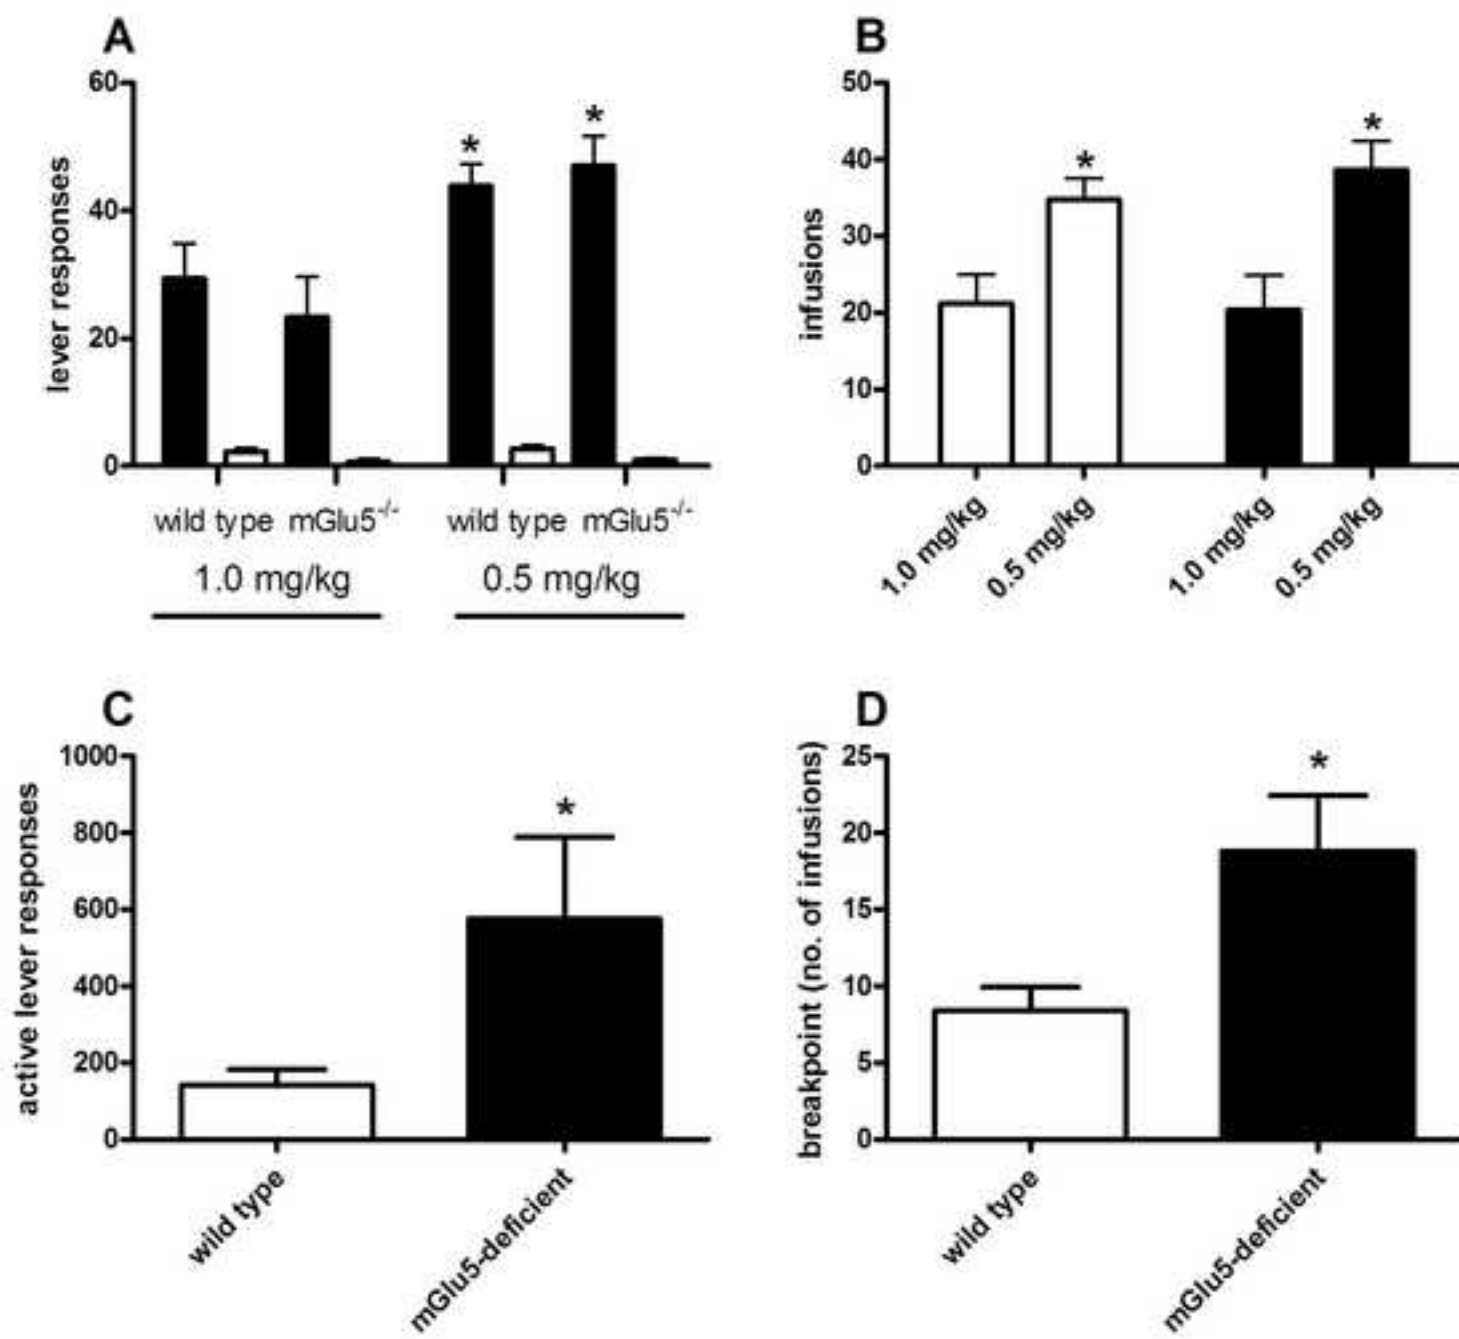 A
60
40
20
0
lever responses
*
*
wild type mGlu5-/- wild type mGlu5-/-
1.0 mg/kg 0.5 mg/kg
B
50
40
30
20
10
0
infusions
*
*
1.0 mg/kg
0.5 mg/kg
1.0 mg/kg
0.5 mg/kg
C
1000
800
600
400
200
0
active lever responses
*
wild type
mGlu5-deficient
D
25
20
15
10
5
0
breakpoint (no. of infusions)
*
wild type
mGlu5-deficient